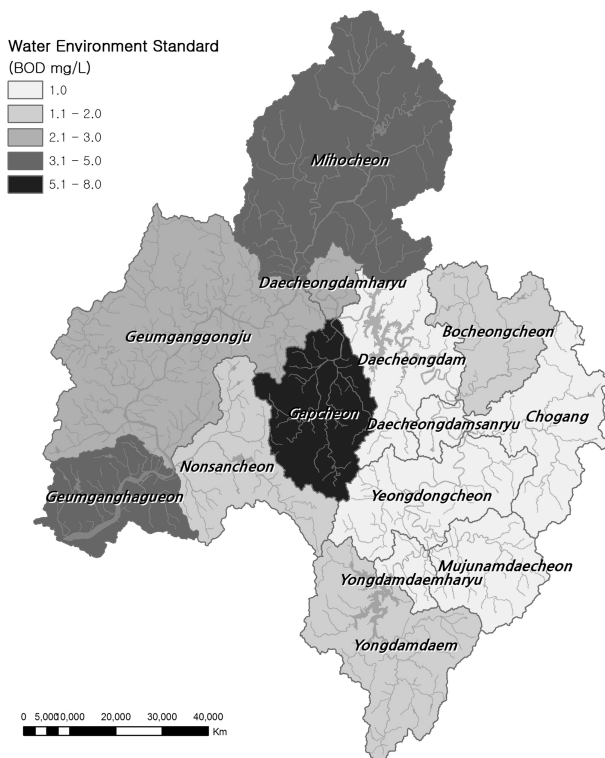 Water Environment Standard
(BOD mg/L)
1.0
1.1 - 2.0
2.1 - 3.0
3.1 - 5.0
5.1 - 8.0
Mihocheon
Daecheongdamharyu
Geumganggongju
Bocheongcheon
Daecheongdam
Gapcheon
Daecheongdamsanryu
Chogang
Nonsancheon
Geumganghagueon
Yeongdongcheon
Mujunamdaecheon
Yongdamdaemharyu
Yongdamdaem
0 5,000 10,000 20,000 30,000 40,000
Km